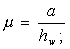 μ = a / h_w ;